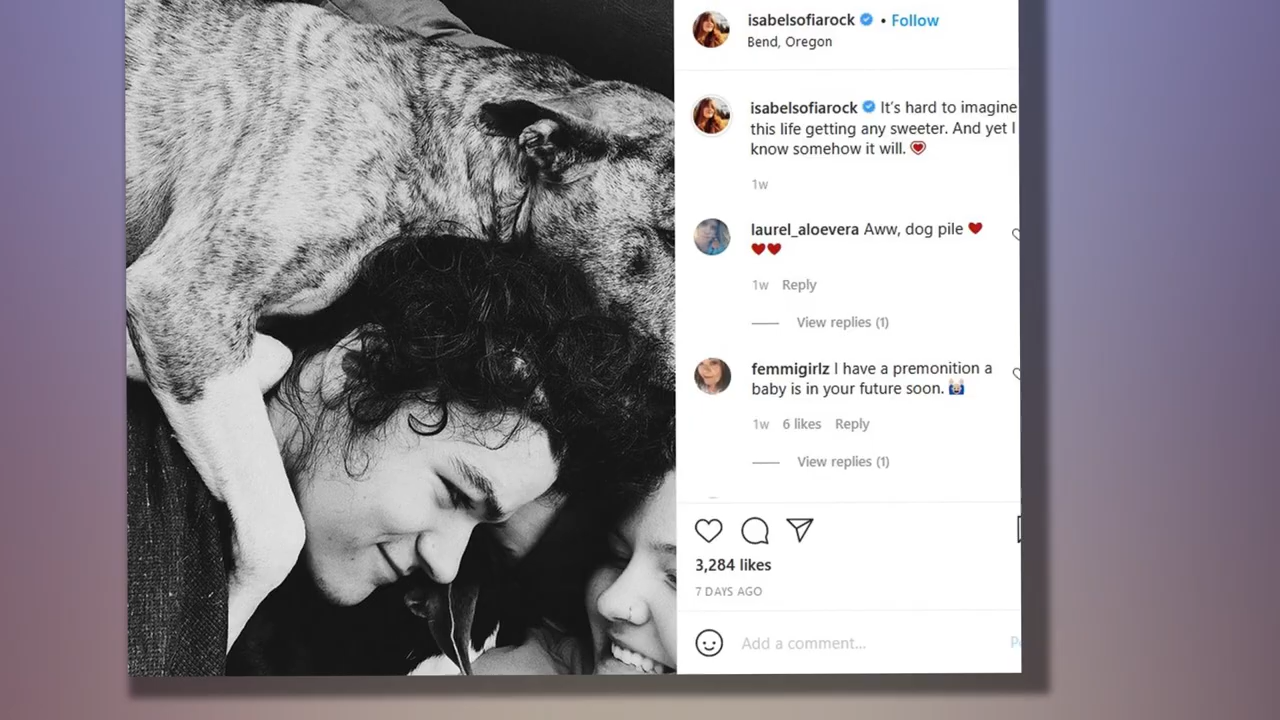 isabelsofiarock • Follow
Bend, Oregon
isabelsofiarock It's hard to imagine
this life getting any sweeter. And yet I
know somehow it will.
1w
laurel_aloevera Aww, dog pile
1w Reply
View replies (1)
femmigirlz I have a premonition a
baby is in your future soon.
1w 6 likes Reply
View replies (1)
3,284 likes
7 DAYS AGO
Add a comment...